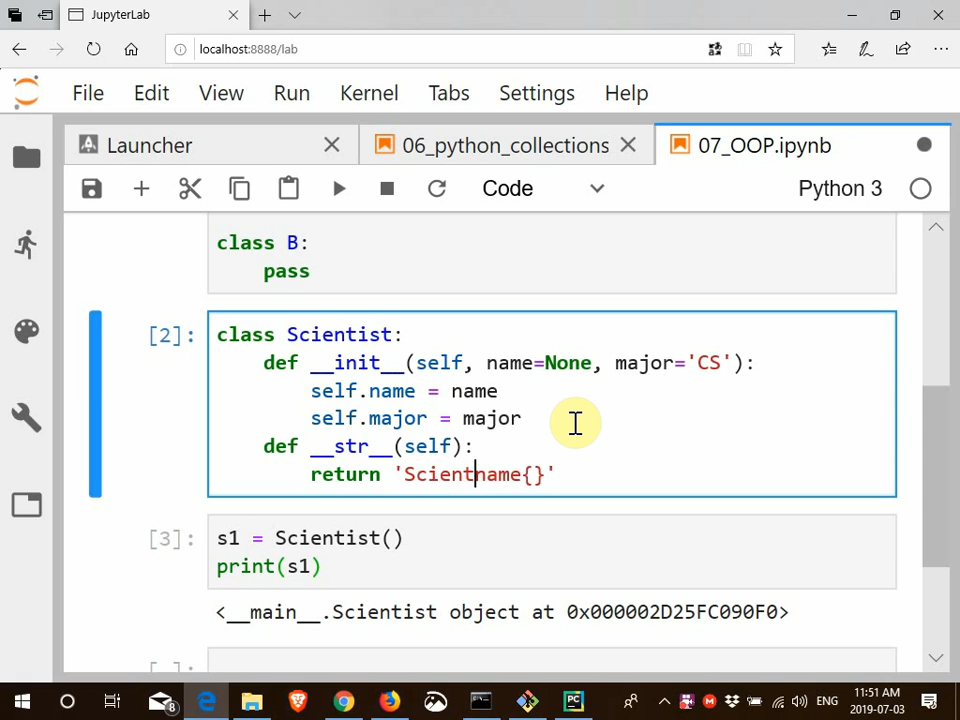 JupyterLab
localhost:8888/lab
File Edit View Run Kernel Tabs Settings Help
Launcher 06_python_collections 07_OOP.ipynb
Code Python 3
class B:
pass
[2]: class Scientist:
def __init__(self, name=None, major='CS'):
self.name = name
self.major = major
def __str__(self):
return 'Scientname{}'
[3]: s1 = Scientist()
print(s1)
<__main__.Scientist object at 0x000002D25FC090F0>
[ ]:
8 PC ENG 11:51 AM
2019-07-03